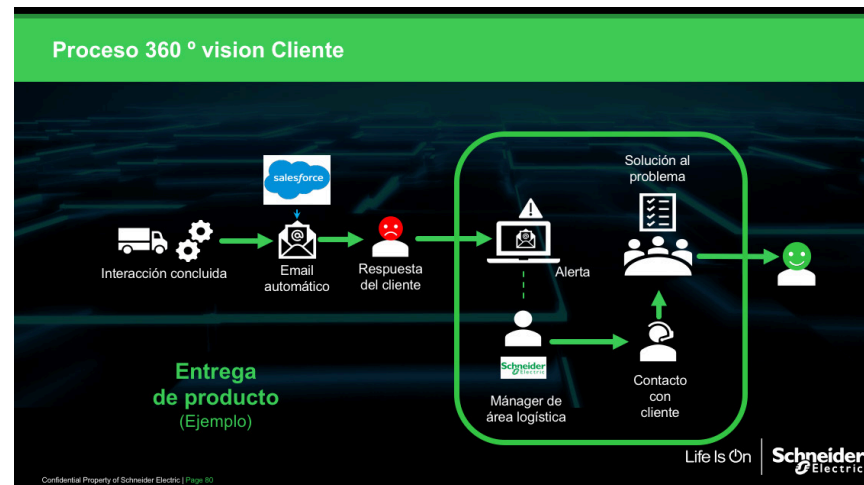 Proceso 360 º vision Cliente
salesforce
Interacción concluida
Email
automático
Respuesta
del cliente
Alerta
Solución al
problema
Schneider
Electric
Mánager de
área logística
Contacto
con
cliente
Entrega
de producto
(Ejemplo)
Life Is On
Schneider
Electric
Confidential Property of Schneider Electric | Page 80